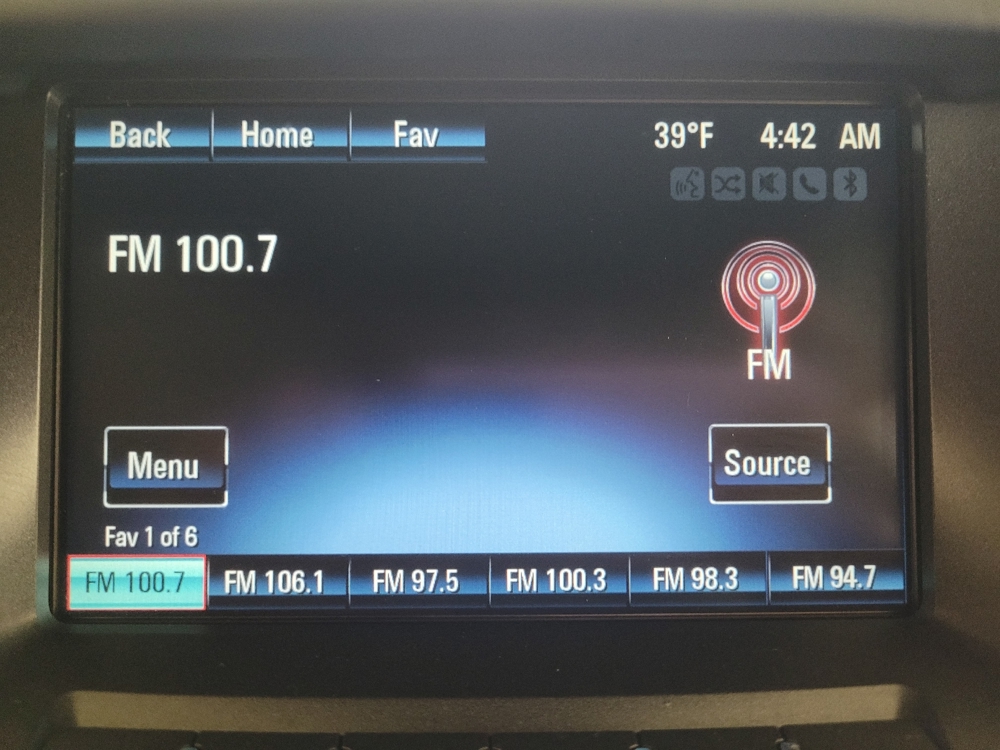 Back Home Fav 39°F 4:42 AM
FM 100.7
FM
Menu Source
Fav 1 of 6
FM 100.7 FM 106.1 FM 97.5 FM 100.3 FM 98.3 FM 94.7